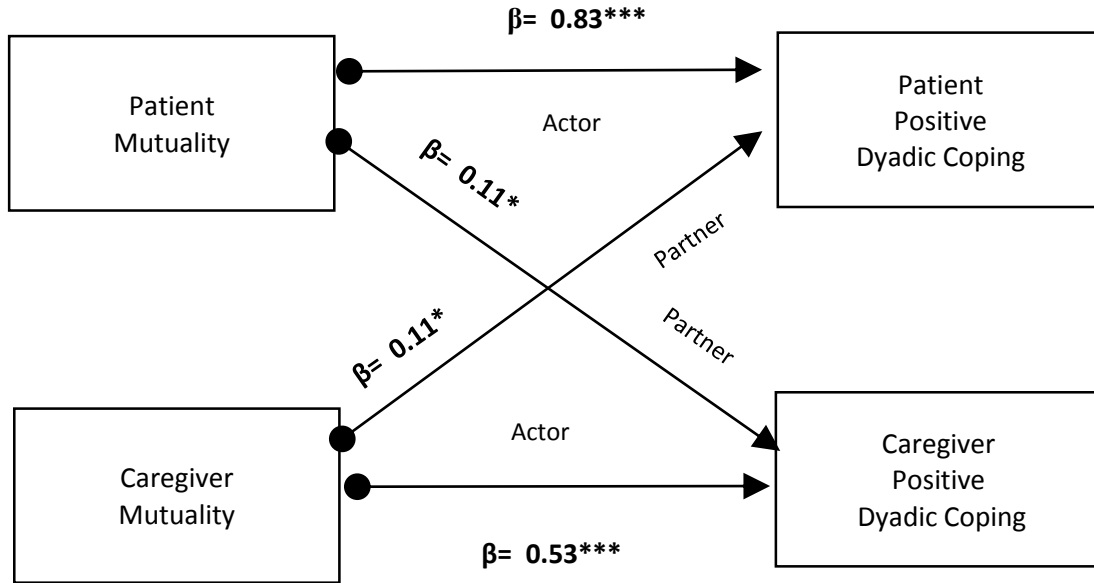 β= 0.83***
Patient
Mutuality
Actor
Patient
Positive
Dyadic Coping
β= 0.11*
Partner
β= 0.11*
Partner
Caregiver
Mutuality
Actor
Caregiver
Positive
Dyadic Coping
β= 0.53***